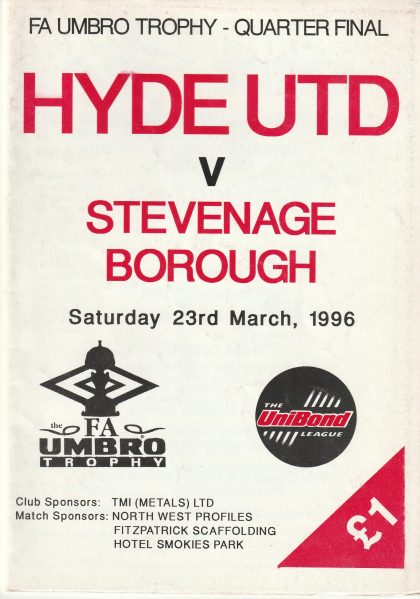 FA UMBRO TROPHY - QUARTER FINAL
HYDE UTD
V
STEVENAGE
BOROUGH
Saturday 23rd March, 1996
the FA
UMBRO
TROPHY
THE
UniBond
LEAGUE
Club Sponsors: TMI (METALS) LTD
Match Sponsors: NORTH WEST PROFILES
FITZPATRICK SCAFFOLDING
HOTEL SMOKIES PARK
£1